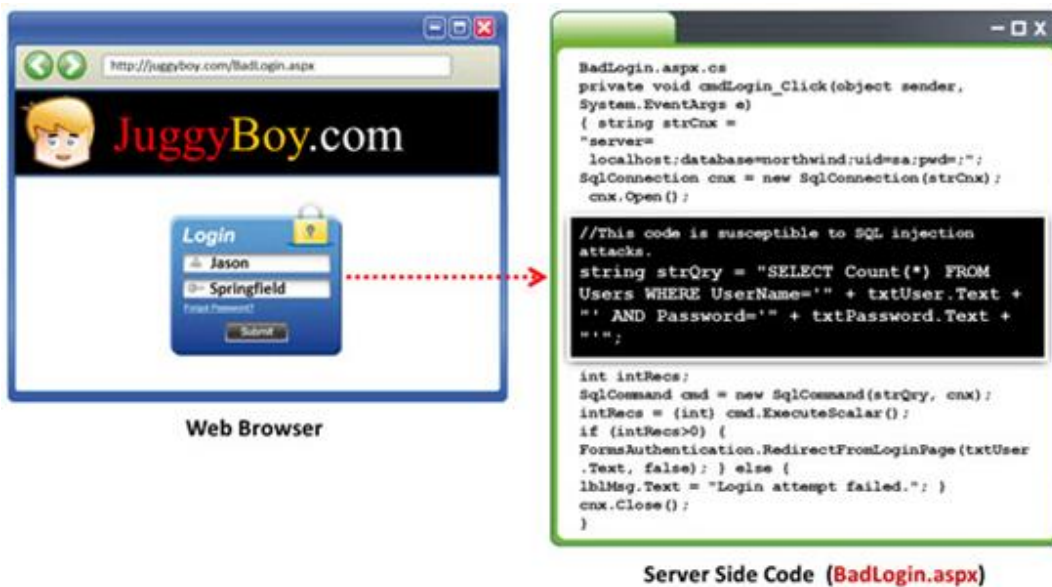 http://juggyboy.com/BadLogin.aspx
JuggyBoy.com
Login
Jason
Springfield
Forgot Password?
Submit
Web Browser
BadLogin.aspx.cs
private void cmdLogin_Click(object sender,
System.EventArgs e)
{ string strCnx =
"server=
localhost;database=northwind;uid=sa;pwd=;";
SqlConnection cnx = new SqlConnection(strCnx);
cnx.Open();
//This code is susceptible to SQL injection
attacks.
string strQry = "SELECT Count(*) FROM
Users WHERE UserName='" + txtUser.Text +
"' AND Password='" + txtPassword.Text +
"'";
int intRecs;
SqlCommand cmd = new SqlCommand(strQry, cnx);
intRecs = (int) cmd.ExecuteScalar();
if (intRecs>0) {
FormsAuthentication.RedirectFromLoginPage(txtUser
.Text, false); } else {
lblMsg.Text = "Login attempt failed."; }
cnx.Close();
}
Server Side Code (BadLogin.aspx)